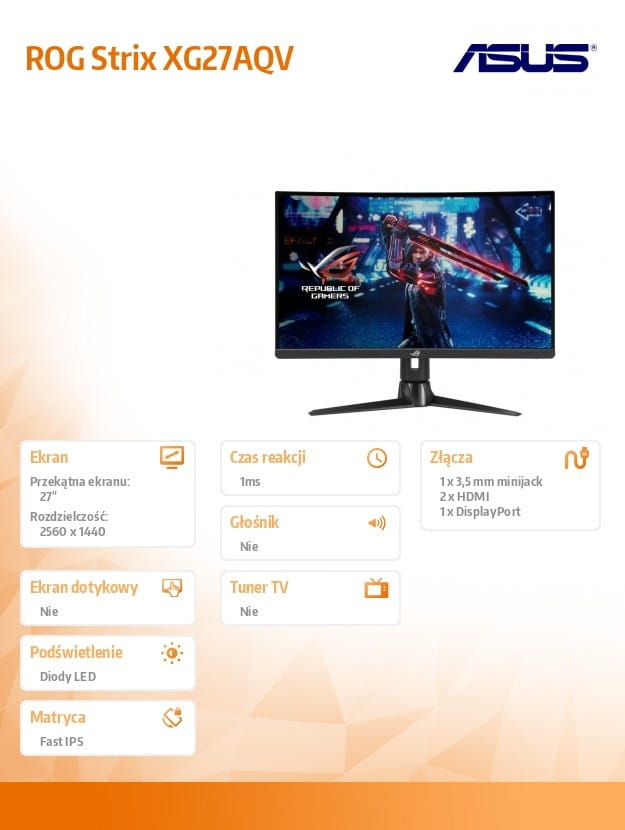 ROG Strix XG27AQV
ASUS®
REPUBLIC OF
GAMERS
Ekran
Przekątna ekranu:
27"
Rozdzielczość:
2560 x 1440
Czas reakcji
1ms
Złącza
1 x 3,5 mm minijack
2 x HDMI
1 x DisplayPort
Głośnik
Nie
Ekran dotykowy
Nie
Tuner TV
Nie
Podświetlenie
Diody LED
Matryca
Fast IPS